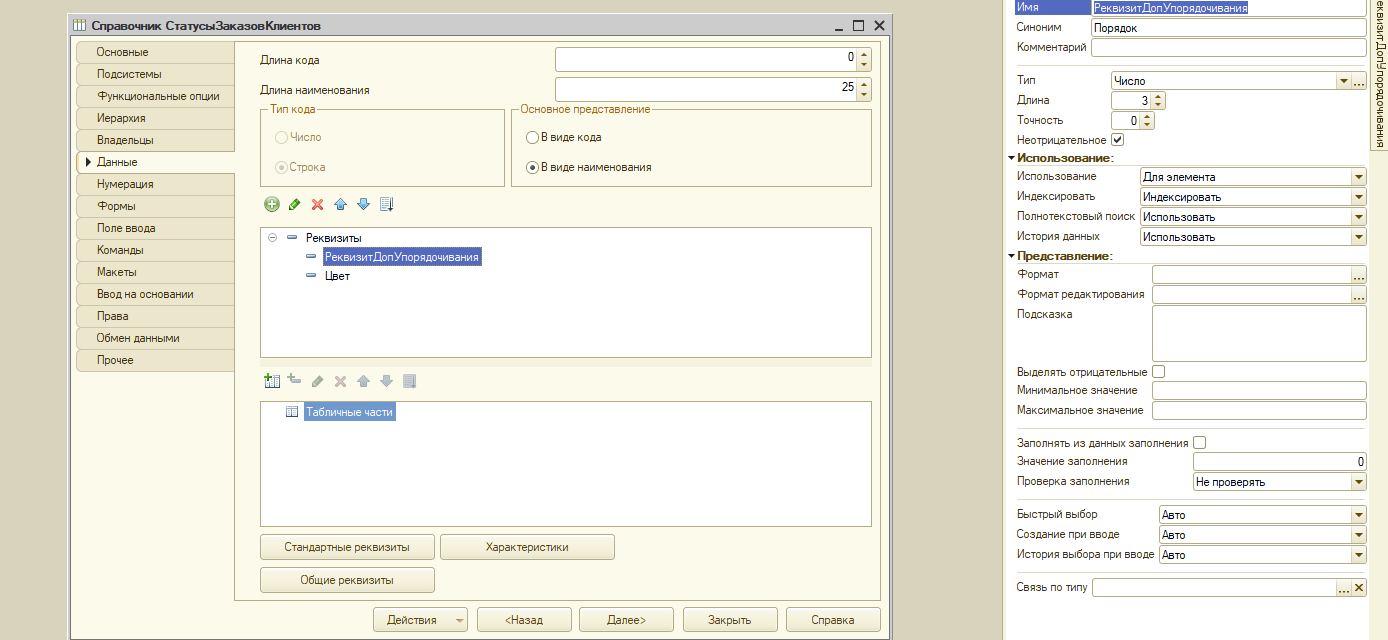 Справочник СтатусыЗаказовКлиентов
Основные
Подсистемы
Функциональные опции
Иерархия
Владельцы
Данные
Нумерация
Формы
Поле ввода
Команды
Макеты
Ввод на основании
Права
Обмен данными
Прочее
Длина кода 0
Длина наименования 25
Тип кода
Число
Строка
Основное представление
В виде кода
В виде наименования
Реквизиты
РеквизитДопУпорядочивания
Цвет
Табличные части
Стандартные реквизиты Характеристики
Общие реквизиты
Действия <Назад Далее> Закрыть Справка
Имя РеквизитДопУпорядочивания
Синоним Порядок
Комментарий
Тип Число ...
Длина 3
Точность 0
Неотрицательное
Использование:
Использование Для элемента
Индексировать Индексировать
Полнотекстовый поиск Использовать
История данных Использовать
Представление:
Формат ...
Формат редактирования ...
Подсказка
Выделять отрицательные
Минимальное значение
Максимальное значение
Заполнять из данных заполнения
Значение заполнения 0
Проверка заполнения Не проверять
Быстрый выбор Авто
Создание при вводе Авто
История выбора при вводе Авто
Связь по типу ...
еквизитДопУпорядочивания